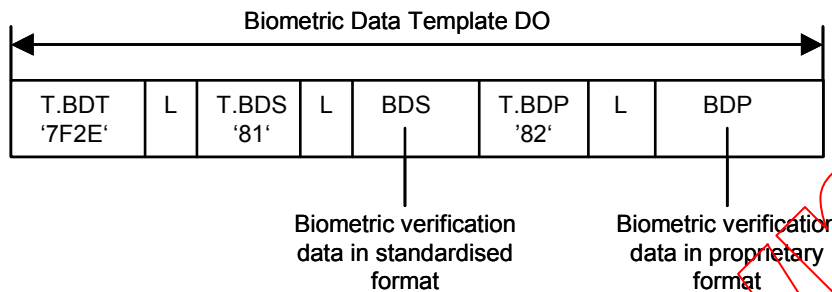 Biometric Data Template DO
T.BDT L T.BDS L BDS T.BDP L BDP
‘7F2E‘ ‘81‘ ’82‘
Biometric verification Biometric verification
data in standardised data in proprietary
format format